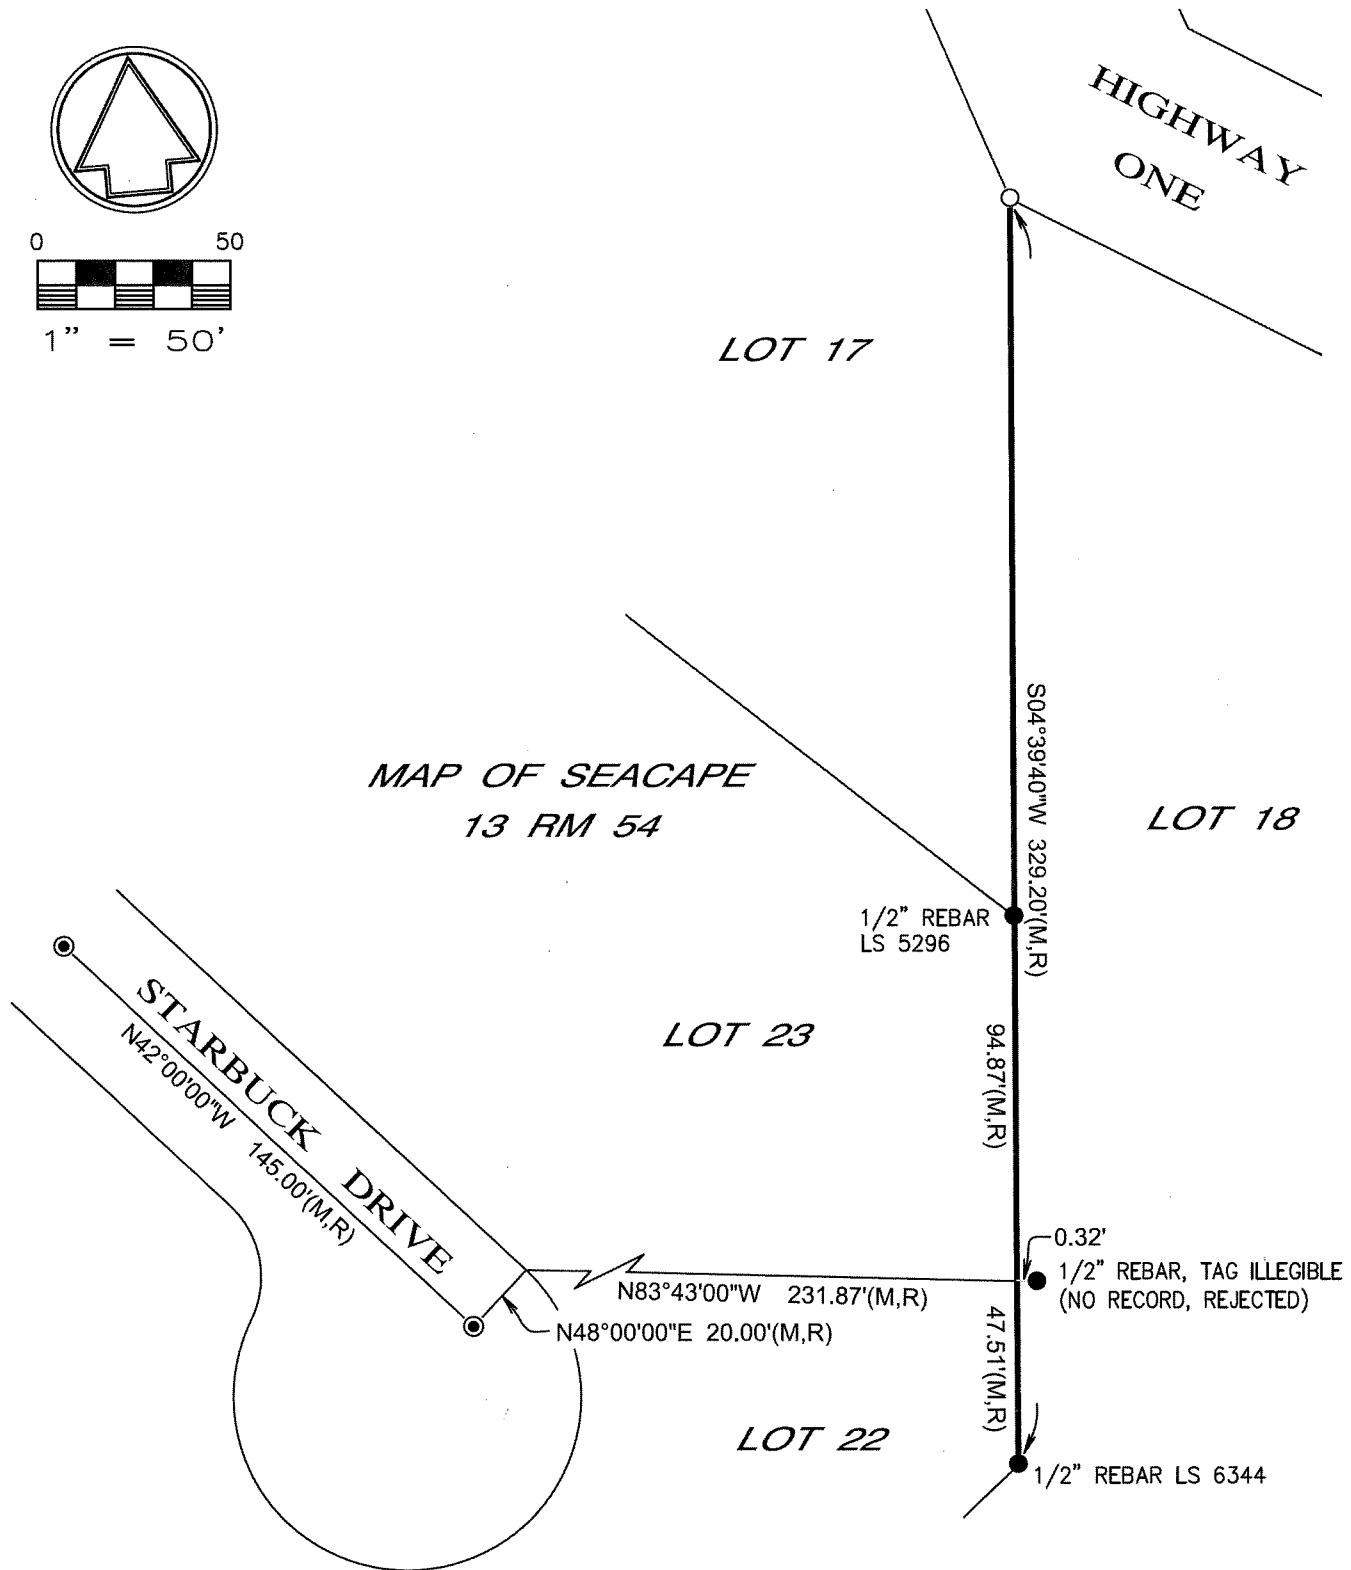 HIGHWAY
ONE
0 50
1" = 50'
LOT 17
S04°39'40"W 329.20'(M,R)
MAP OF SEACAPE
13 RM 54
LOT 18
1/2" REBAR
LS 5296
STARBUCK DRIVE
N42°00'00"W 145.00'(M,R)
LOT 23
94.87'(M,R)
0.32'
1/2" REBAR, TAG ILLEGIBLE
(NO RECORD, REJECTED)
N83°43'00"W 231.87'(M,R)
N48°00'00"E 20.00'(M,R)
47.51'(M,R)
LOT 22
1/2" REBAR LS 6344